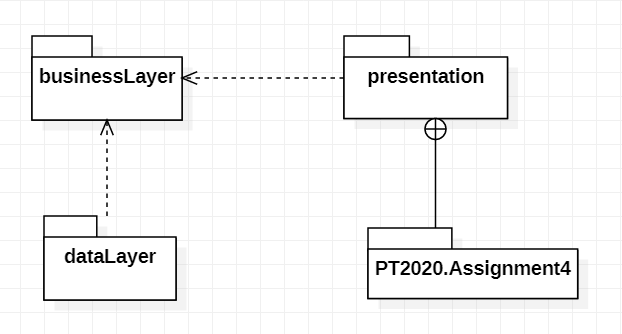 businessLayer
presentation
dataLayer
PT2020.Assignment4